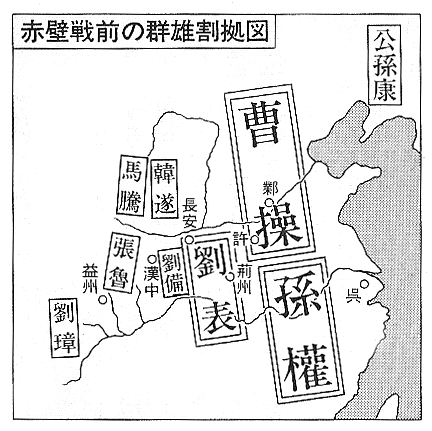 赤壁戦前の群雄割拠図
公孫康
曹操
鄴
馬騰
韓遂
長安
許
張魯
漢中
劉備
劉表
荊州
孫權
呉
益州
劉璋